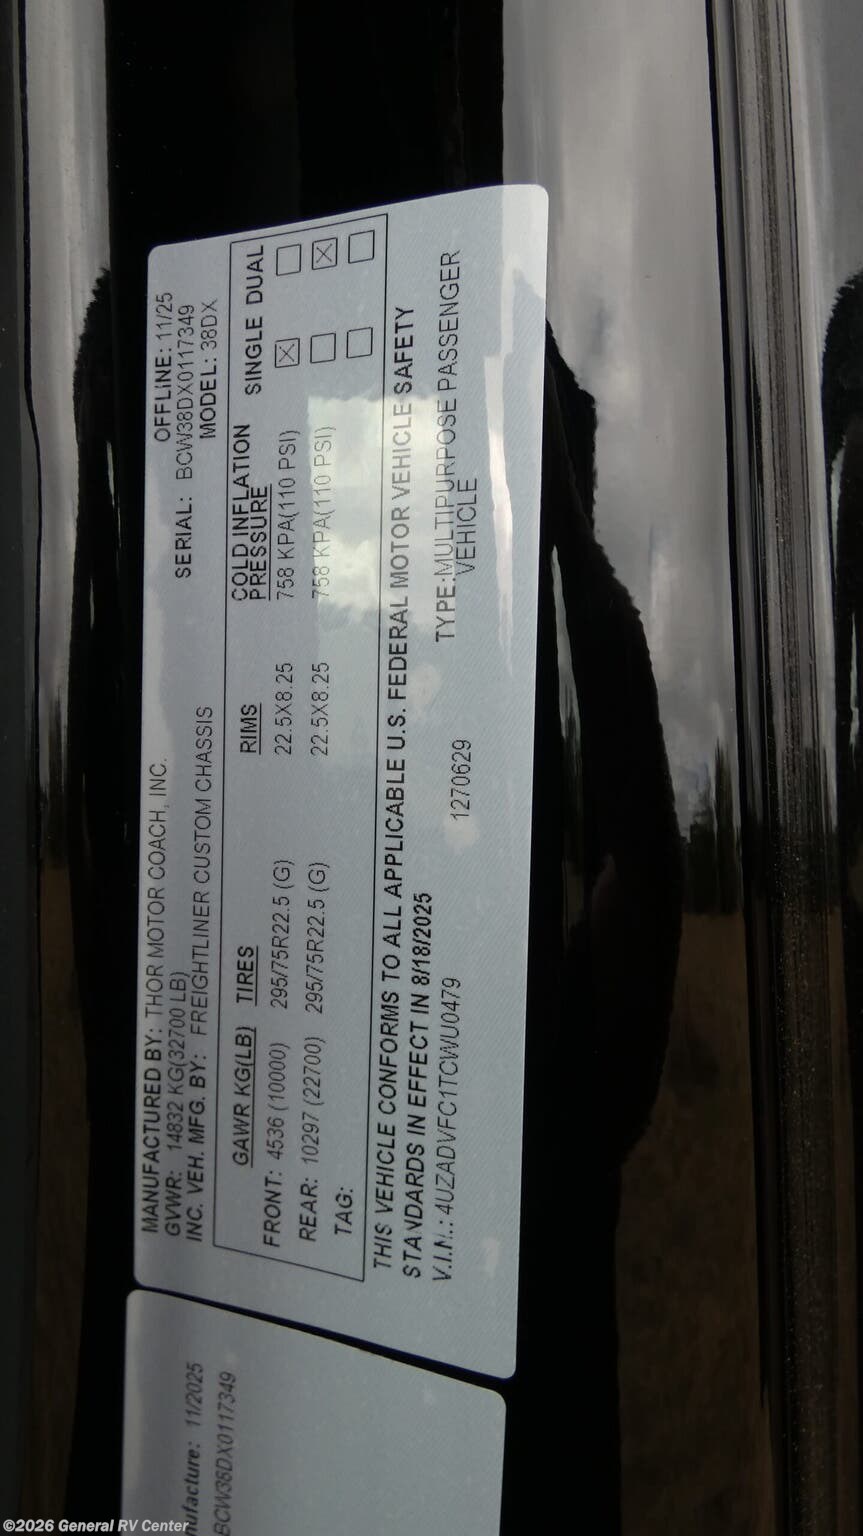 MANUFACTURED BY: THOR MOTOR COACH, INC. OFFLINE: 11/25
GVWR: 14832 KG(32700 LB) SERIAL: BCW38DX0117349
INC. VEH. MFG. BY: FREIGHTLINER CUSTOM CHASSIS MODEL: 38DX
GAWR KG(LB) TIRES RIMS COLD INFLATION PRESSURE SINGLE DUAL
FRONT: 4536 (10000) 295/75R22.5 (G) 22.5X8.25 758 KPA(110 PSI) ☒ ☐
REAR: 10297 (22700) 295/75R22.5 (G) 22.5X8.25 758 KPA(110 PSI) ☐ ☒
TAG: ☐ ☐
THIS VEHICLE CONFORMS TO ALL APPLICABLE U.S. FEDERAL MOTOR VEHICLE SAFETY
STANDARDS IN EFFECT IN 8/18/2025
V.I.N.: 4UZADVFC1TCWU0479 1270629 TYPE:MULTIPURPOSE PASSENGER
VEHICLE
nufacture: 11/2025
BCW38DX0117349
©2026 General RV Center